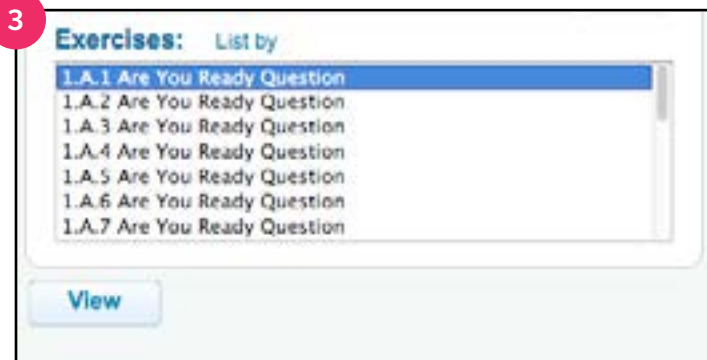 3
Exercises: List by
1.A.1 Are You Ready Question
1.A.2 Are You Ready Question
1.A.3 Are You Ready Question
1.A.4 Are You Ready Question
1.A.5 Are You Ready Question
1.A.6 Are You Ready Question
1.A.7 Are You Ready Question
View